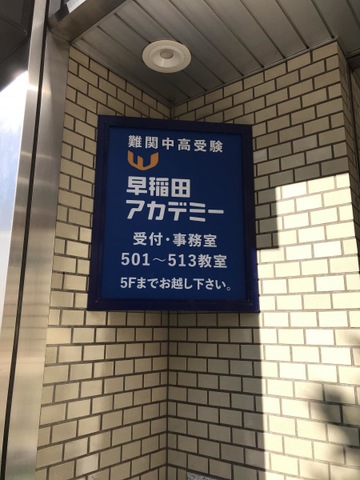 難関中高受験
早稲田
アカデミー
受付・事務室
501～513教室
5Fまでお越し下さい。